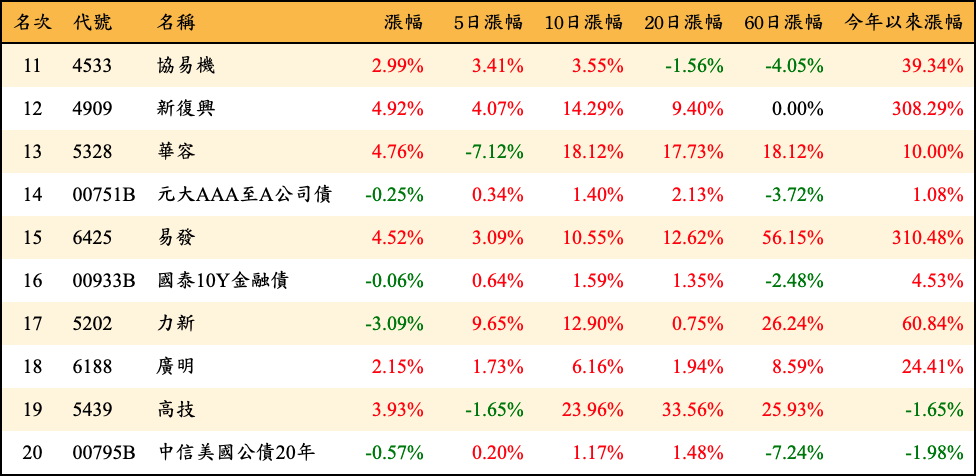 名次 代號 名稱 漲幅 5日漲幅 10日漲幅 20日漲幅 60日漲幅 今年以來漲幅
11 4533 協易機 2.99% 3.41% 3.55% -1.56% -4.05% 39.34%
12 4909 新復興 4.92% 4.07% 14.29% 9.40% 0.00% 308.29%
13 5328 華容 4.76% -7.12% 18.12% 17.73% 18.12% 10.00%
14 00751B 元大AAA至A公司債 -0.25% 0.34% 1.40% 2.13% -3.72% 1.08%
15 6425 易發 4.52% 3.09% 10.55% 12.62% 56.15% 310.48%
16 00933B 國泰10Y金融債 -0.06% 0.64% 1.59% 1.35% -2.48% 4.53%
17 5202 力新 -3.09% 9.65% 12.90% 0.75% 26.24% 60.84%
18 6188 廣明 2.15% 1.73% 6.16% 1.94% 8.59% 24.41%
19 5439 高技 3.93% -1.65% 23.96% 33.56% 25.93% -1.65%
20 00795B 中信美國公債20年 -0.57% 0.20% 1.17% 1.48% -7.24% -1.98%